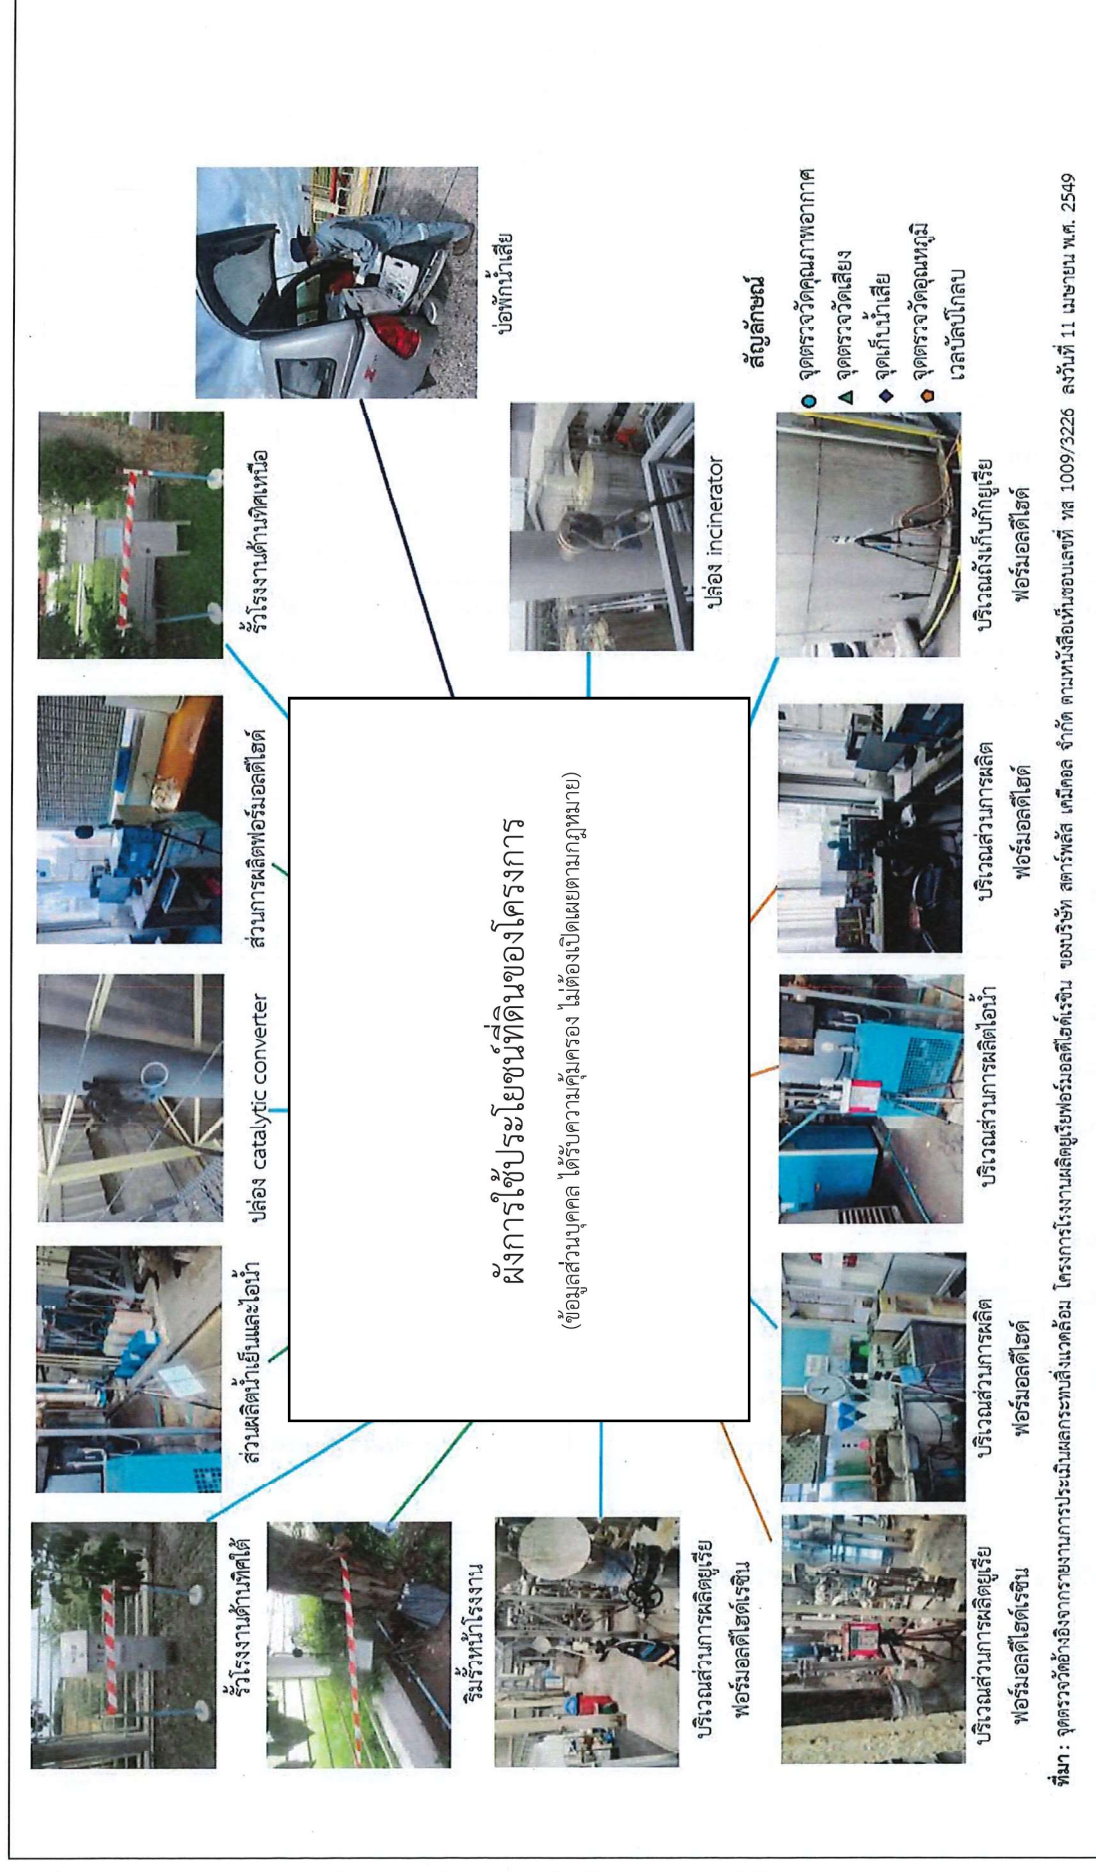 รั้วโรงงานด้านทิศใต้
ส่วนผลิตน้ำเย็นและไอน้ำ
ปล่อง catalytic converter
ส่วนการผลิตฟอร์มอลดีไฮด์
รั้วโรงงานด้านทิศเหนือ
บ่อพักน้ำเสีย
ริมรั้วหน้าโรงงาน
ผังการใช้ประโยชน์ที่ดินของโครงการ
(ข้อมูลส่วนบุคคล ได้รับความคุ้มครอง ไม่ต้องเปิดเผยตามกฎหมาย)
บริเวณส่วนการผลิตยูเรีย
ฟอร์มอลดีไฮด์เรซิน
ปล่อง incinerator
สัญลักษณ์
จุดตรวจวัดคุณภาพอากาศ
จุดตรวจวัดเสียง
จุดเก็บน้ำเสีย
จุดตรวจวัดอุณหภูมิ
เวลบัลบ์โกลบ
บริเวณส่วนการผลิตยูเรีย
ฟอร์มอลดีไฮด์เรซิน
บริเวณส่วนการผลิต
ฟอร์มอลดีไฮด์
บริเวณส่วนการผลิตไอน้ำ
บริเวณส่วนการผลิต
ฟอร์มอลดีไฮด์
บริเวณถังเก็บกักยูเรีย
ฟอร์มอลดีไฮด์
ที่มา : จุดตรวจวัดอ้างอิงจากรายงานการประเมินผลกระทบสิ่งแวดล้อม โครงการโรงงานผลิตยูเรียฟอร์มอลดีไฮด์เรซิน ของบริษัท สตาร์พลัส เคมีคอล จำกัด ตามหนังสือเห็นชอบเลขที่ ทส 1009/3226 ลงวันที่ 11 เมษายน พ.ศ. 2549